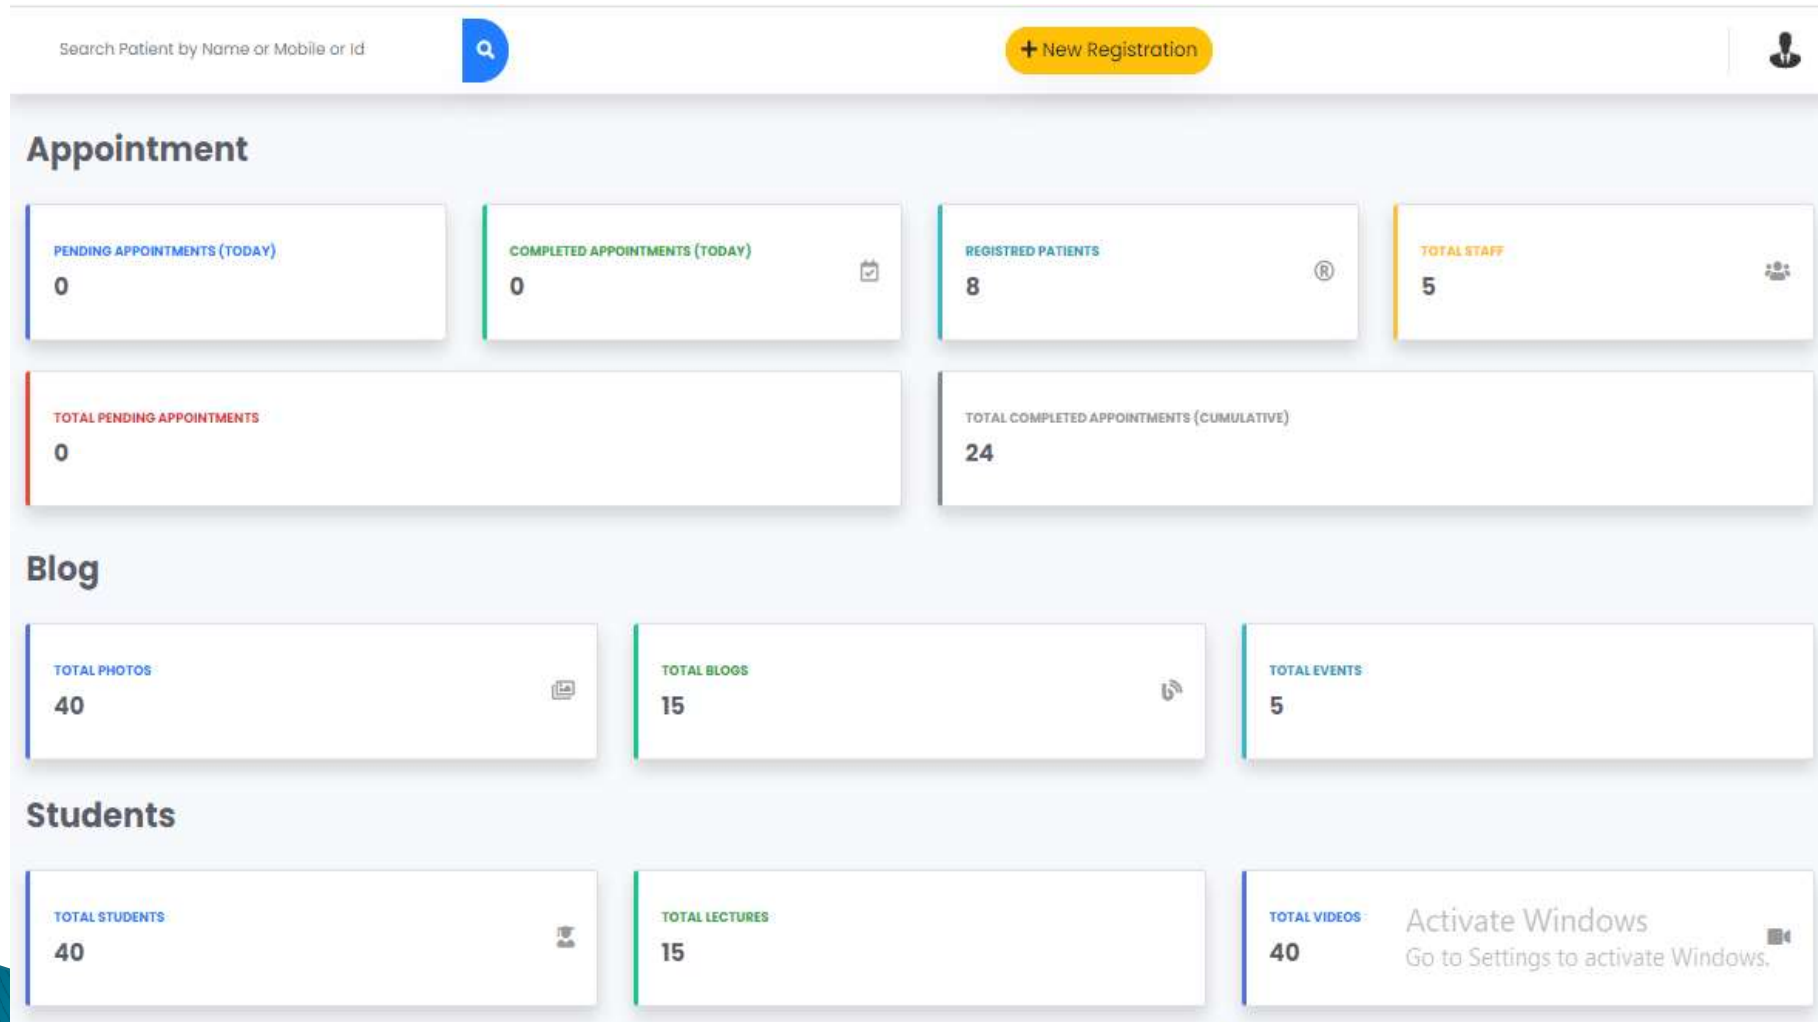 Search Patient by Name or Mobile or Id
+ New Registration
Appointment
PENDING APPOINTMENTS (TODAY)
0
COMPLETED APPOINTMENTS (TODAY)
0
REGISTRED PATIENTS
8
®
TOTAL STAFF
5
TOTAL PENDING APPOINTMENTS
0
TOTAL COMPLETED APPOINTMENTS (CUMULATIVE)
24
Blog
TOTAL PHOTOS
40
TOTAL BLOGS
15
TOTAL EVENTS
5
Students
TOTAL STUDENTS
40
TOTAL LECTURES
15
TOTAL VIDEOS
40
Activate Windows
Go to Settings to activate Windows.